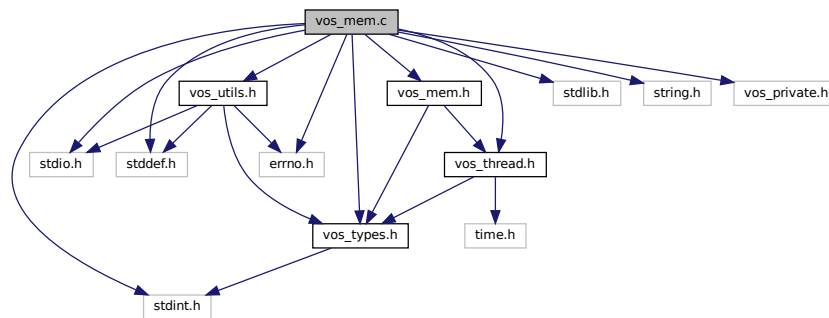 vos_mem.c
vos_utils.h
vos_mem.h
stdlib.h
string.h
vos_private.h
stdio.h
stddef.h
errno.h
vos_thread.h
vos_types.h
time.h
stdint.h